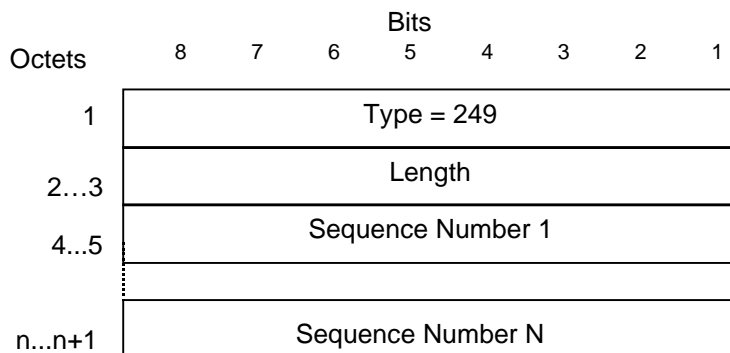 Bits
Octets 8 7 6 5 4 3 2 1
1 Type = 249
2…3 Length
4...5 Sequence Number 1
n...n+1 Sequence Number N